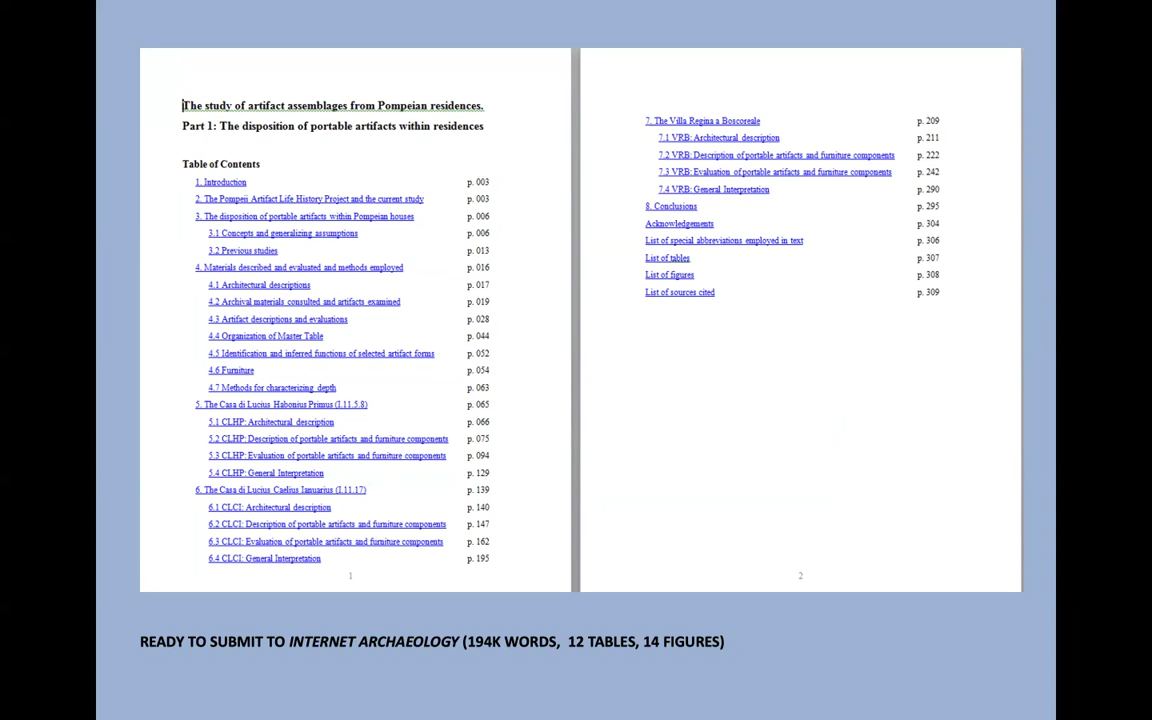 The study of artifact assemblages from Pompeian residences.
Part 1: The disposition of portable artifacts within residences
Table of Contents
1. Introduction p. 003
2. The Pompeii Artifact Life History Project and the current study p. 003
3. The disposition of portable artifacts within Pompeian houses p. 006
3.1 Concepts and generalizing assumptions p. 006
3.2 Previous studies p. 013
4. Materials described and evaluated and methods employed p. 016
4.1 Architectural descriptions p. 017
4.2 Archival materials consulted and artifacts examined p. 019
4.3 Artifact descriptions and evaluations p. 028
4.4 Organization of Master Table p. 044
4.5 Identification and inferred functions of selected artifact forms p. 052
4.6 Furniture p. 054
4.7 Methods for characterizing depth p. 063
5. The Casa di Lucius Habonius Primus (I.11.5.8) p. 065
5.1 CLHP: Architectural description p. 066
5.2 CLHP: Description of portable artifacts and furniture components p. 075
5.3 CLHP: Evaluation of portable artifacts and furniture components p. 094
5.4 CLHP: General Interpretation p. 129
6. The Casa di Lucius Caelius Ianuarius (I.11.17) p. 139
6.1 CLCI: Architectural description p. 140
6.2 CLCI: Description of portable artifacts and furniture components p. 147
6.3 CLCI: Evaluation of portable artifacts and furniture components p. 162
6.4 CLCI: General Interpretation p. 195
1
7. The Villa Regina a Boscoreale p. 209
7.1 VRB: Architectural description p. 211
7.2 VRB: Description of portable artifacts and furniture components p. 222
7.3 VRB: Evaluation of portable artifacts and furniture components p. 242
7.4 VRB: General Interpretation p. 290
8. Conclusions p. 295
Acknowledgements p. 304
List of special abbreviations employed in text p. 306
List of tables p. 307
List of figures p. 308
List of sources cited p. 309
2
READY TO SUBMIT TO INTERNET ARCHAEOLOGY (194K WORDS, 12 TABLES, 14 FIGURES)